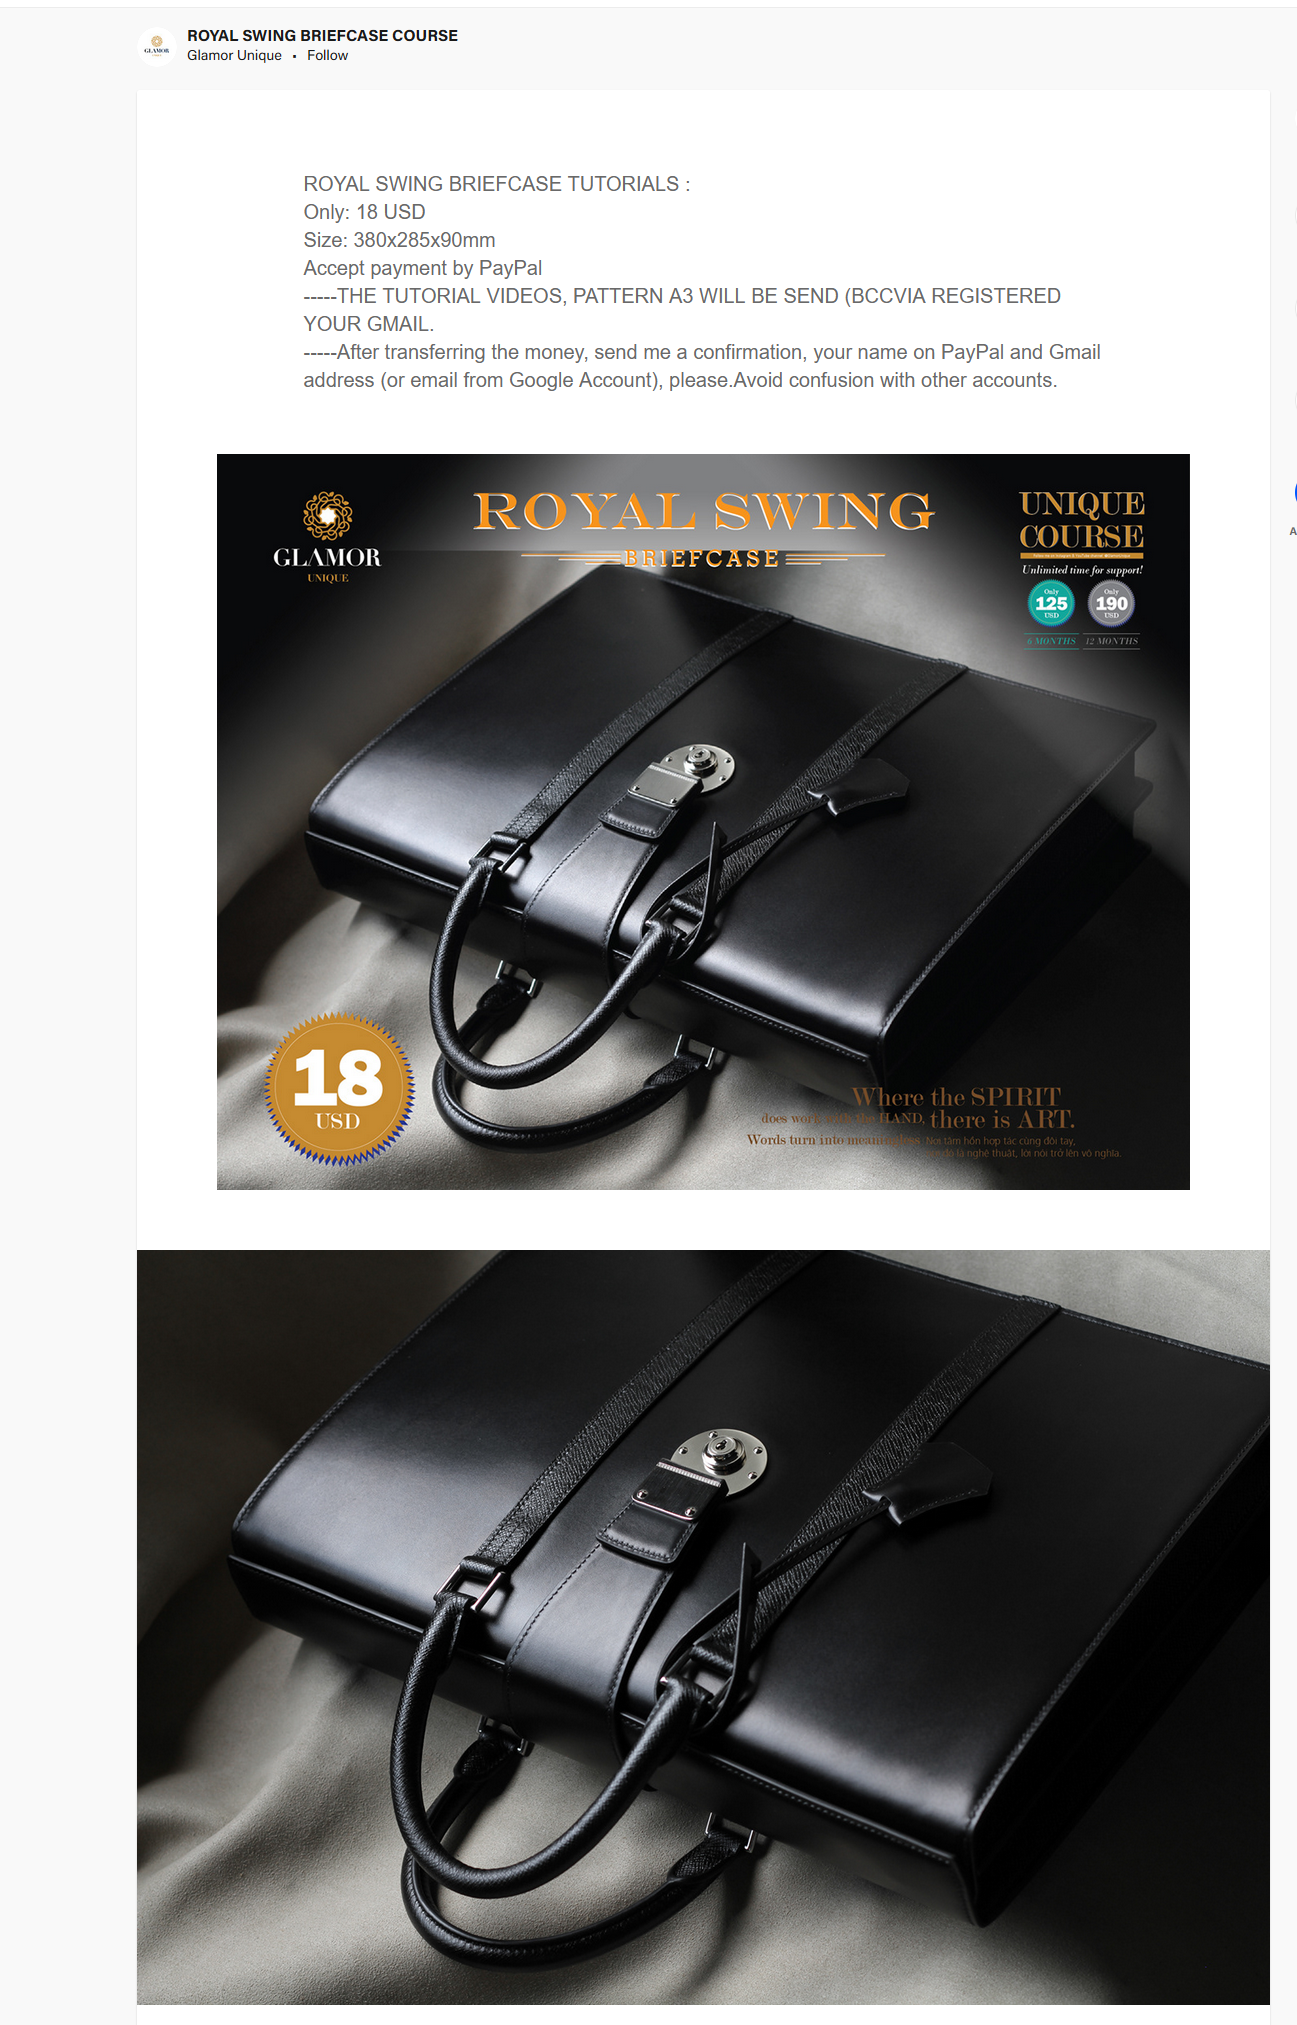 ROYAL SWING BRIEFCASE COURSE
Glamor Unique • Follow
ROYAL SWING BRIEFCASE TUTORIALS :
Only: 18 USD
Size: 380x285x90mm
Accept payment by PayPal
-----THE TUTORIAL VIDEOS, PATTERN A3 WILL BE SEND (BCCVIA REGISTERED
YOUR GMAIL.
-----After transferring the money, send me a confirmation, your name on PayPal and Gmail
address (or email from Google Account), please.Avoid confusion with other accounts.
GLAMOR
UNIQUE
ROYAL SWING
BRIEFCASE
UNIQUE
COURSE
Unlimited time for support!
Only
125
USD
6 MONTHS
Only
190
USD
12 MONTHS
18
USD
Where the SPIRIT
does work with the HAND, there is ART.
Words turn into meaningless Nơi tâm hồn hợp tác cùng đôi tay,
đó là nghệ thuật, lời nói trở lên vô nghĩa.
A